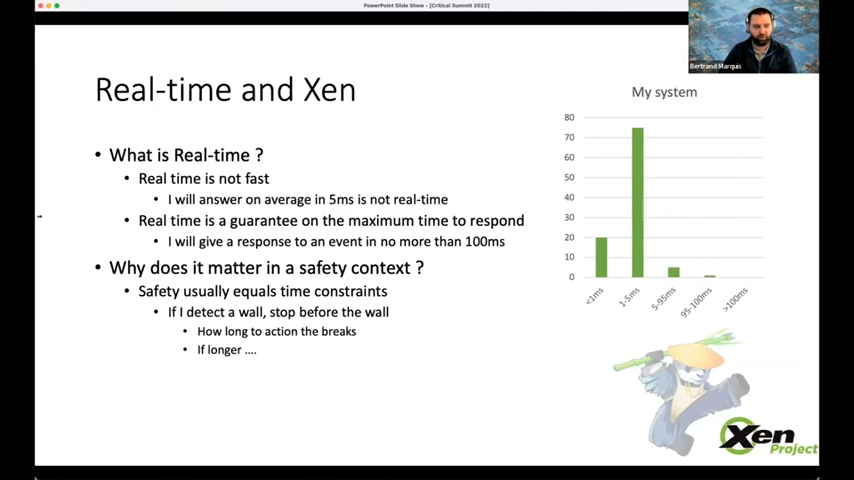 PowerPoint Slide Show - [Critical Summit 2022]
Bertrand Marquis
Real-time and Xen
• What is Real-time ?
• Real time is not fast
• I will answer on average in 5ms is not real-time
• Real time is a guarantee on the maximum time to respond
• I will give a response to an event in no more than 100ms
• Why does it matter in a safety context ?
• Safety usually equals time constraints
• If I detect a wall, stop before the wall
• How long to action the breaks
• If longer ....
My system
80
70
60
50
40
30
20
10
0
<1ms
1-5ms
5-95ms
95-100ms
>100ms
Xen
Project